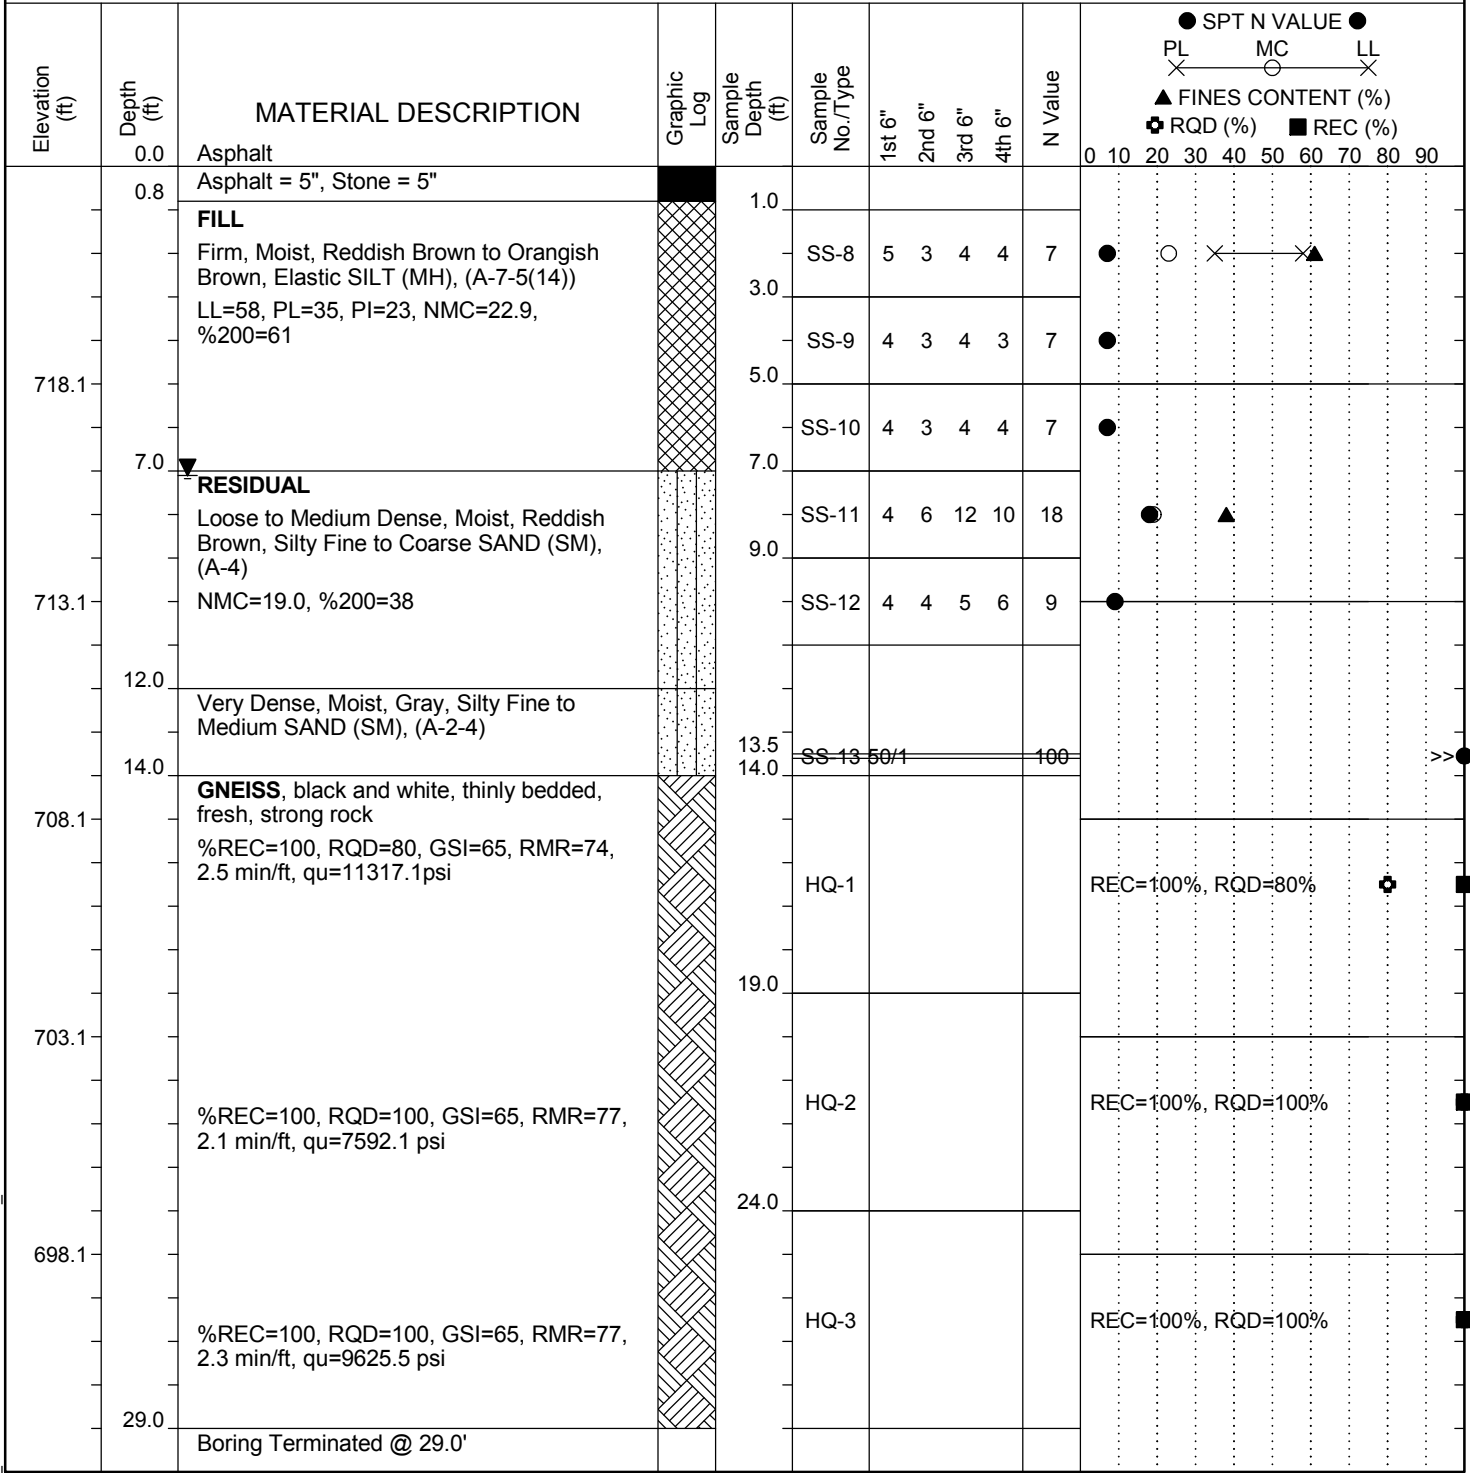 ● SPT N VALUE ●
PL MC LL
▲ FINES CONTENT (%)
RQD (%) ■ REC (%)
0 10 20 30 40 50 60 70 80 90
Elevation (ft)
Depth (ft)
MATERIAL DESCRIPTION
Graphic Log
Sample Depth (ft)
Sample No./Type
1st 6"
2nd 6"
3rd 6"
4th 6"
N Value
0.0 Asphalt
0.8 Asphalt = 5", Stone = 5"
1.0
FILL
Firm, Moist, Reddish Brown to Orangish
Brown, Elastic SILT (MH), (A-7-5(14))
SS-8 5 3 4 4 7
3.0
LL=58, PL=35, PI=23, NMC=22.9,
%200=61
SS-9 4 3 4 3 7
718.1 5.0
SS-10 4 3 4 4 7
7.0 7.0
RESIDUAL
Loose to Medium Dense, Moist, Reddish
Brown, Silty Fine to Coarse SAND (SM),
(A-4)
SS-11 4 6 12 10 18
9.0
713.1 NMC=19.0, %200=38 SS-12 4 4 5 6 9
12.0
Very Dense, Moist, Gray, Silty Fine to
Medium SAND (SM), (A-2-4)
13.5 SS-13 50/1 100 >>
14.0 14.0
GNEISS, black and white, thinly bedded,
fresh, strong rock
708.1
%REC=100, RQD=80, GSI=65, RMR=74,
2.5 min/ft, qu=11317.1psi
HQ-1 REC=100%, RQD=80%
19.0
703.1
%REC=100, RQD=100, GSI=65, RMR=77,
2.1 min/ft, qu=7592.1 psi
HQ-2 REC=100%, RQD=100%
24.0
698.1
%REC=100, RQD=100, GSI=65, RMR=77,
2.3 min/ft, qu=9625.5 psi
HQ-3 REC=100%, RQD=100%
29.0
Boring Terminated @ 29.0'